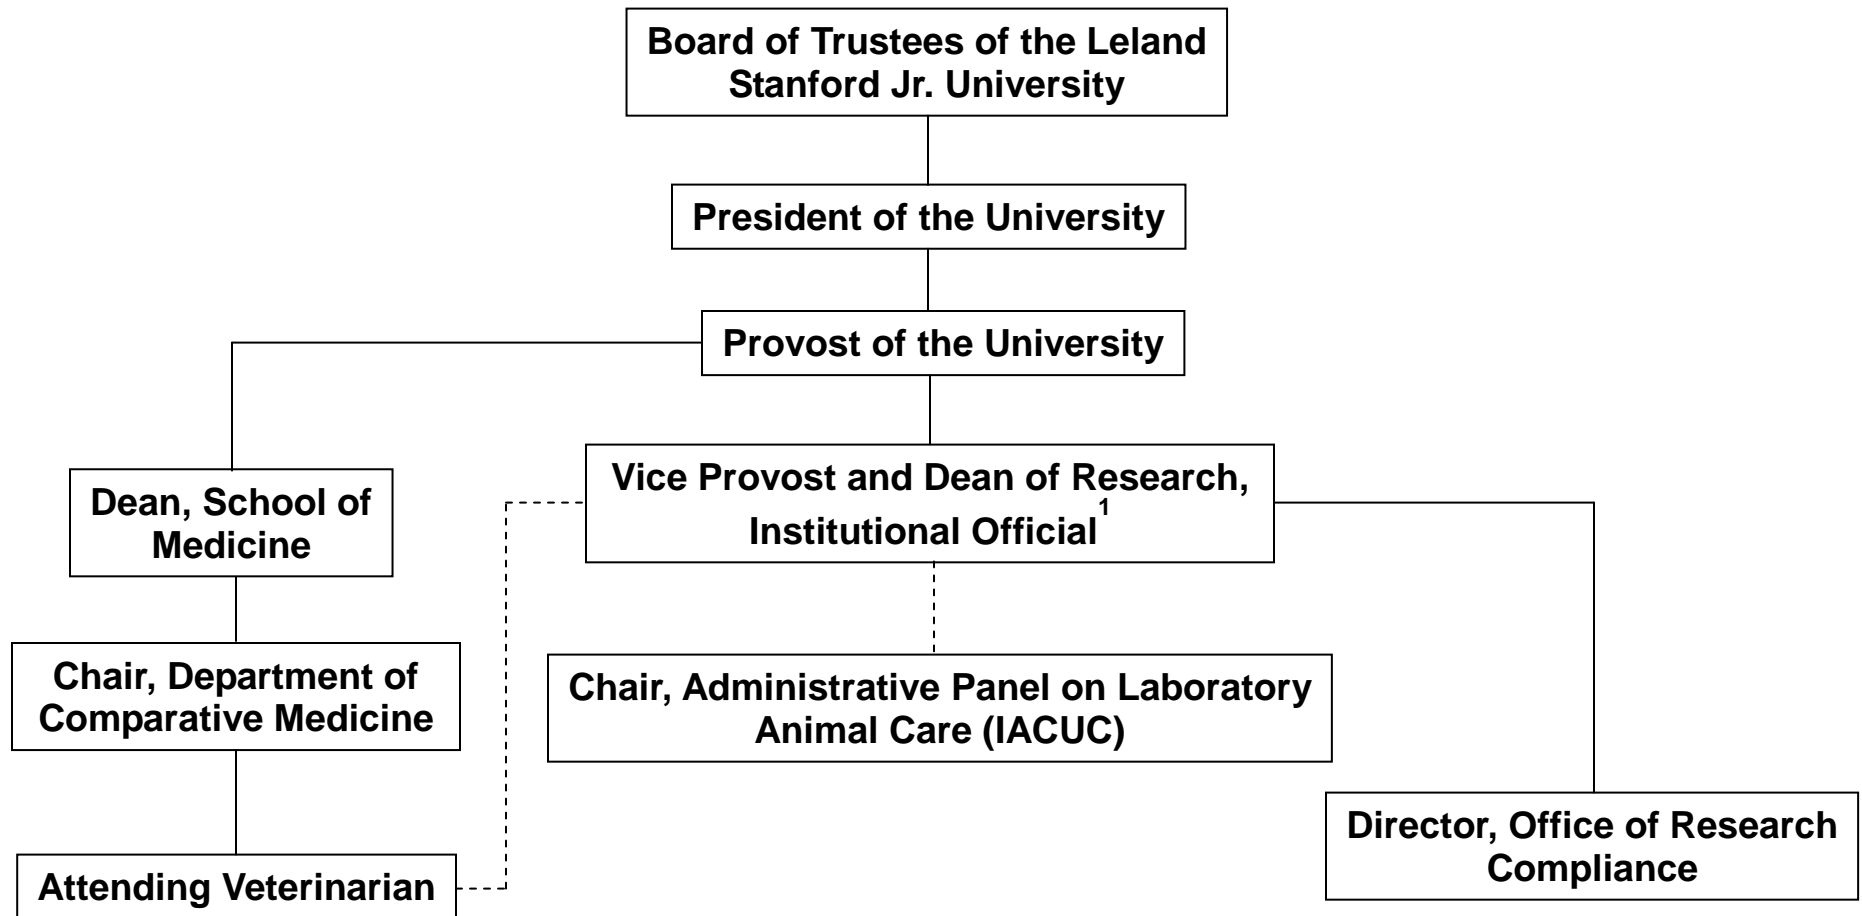 Board of Trustees of the Leland
Stanford Jr. University
President of the University
Provost of the University
Dean, School of
Medicine
Vice Provost and Dean of Research,
Institutional Official¹
Chair, Department of
Comparative Medicine
Chair, Administrative Panel on Laboratory
Animal Care (IACUC)
Attending Veterinarian
Director, Office of Research
Compliance